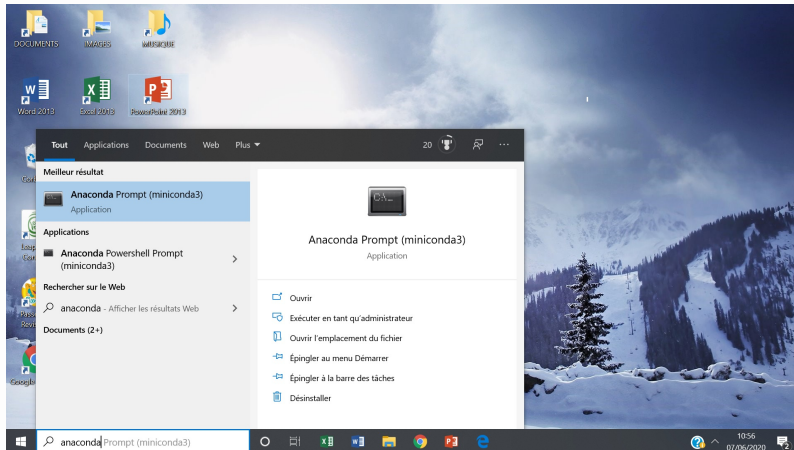 DOCUMENTS
IMAGES
MUSIQUE
Word 2013
Excel 2013
PowerPoint 2013
Tout Applications Documents Web Plus
20
Meilleur résultat
Anaconda Prompt (miniconda3)
Application
Applications
Anaconda Powershell Prompt
(miniconda3)
Rechercher sur le Web
anaconda - Afficher les résultats Web
Documents (2+)
C:\_
Anaconda Prompt (miniconda3)
Application
Ouvrir
Exécuter en tant qu'administrateur
Ouvrir l'emplacement du fichier
Épingler au menu Démarrer
Épingler à la barre des tâches
Désinstaller
Google
anaconda Prompt (miniconda3)
10:56
07/06/2020
2